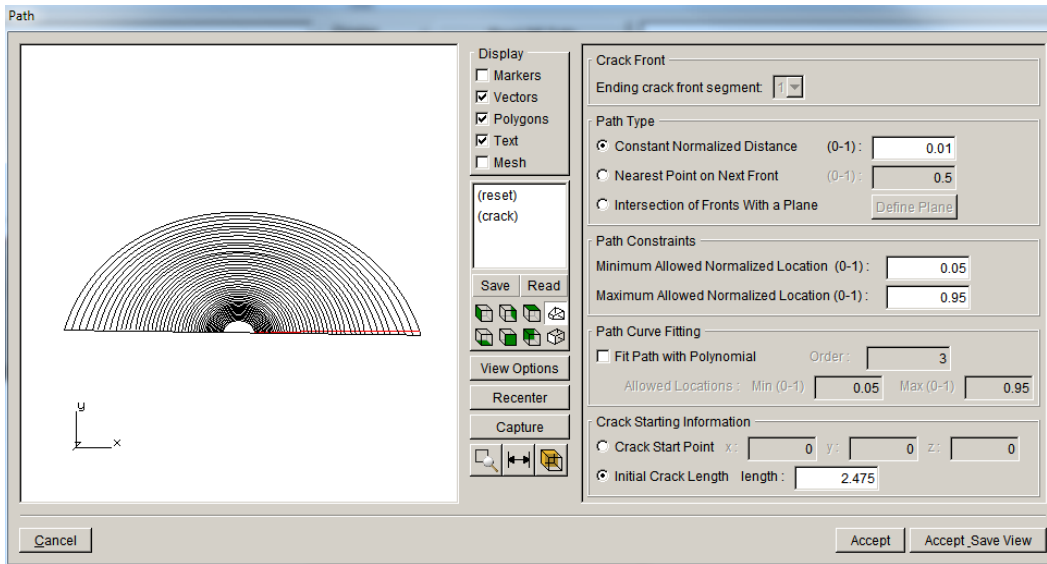 Path
Display
Markers
Vectors
Polygons
Text
Mesh
(reset)
(crack)
Save Read
View Options
Recenter
Capture
y
z x
Crack Front
Ending crack front segment: 1
Path Type
Constant Normalized Distance (0-1) : 0.01
Nearest Point on Next Front (0-1) : 0.5
Intersection of Fronts With a Plane Define Plane
Path Constraints
Minimum Allowed Normalized Location (0-1) : 0.05
Maximum Allowed Normalized Location (0-1) : 0.95
Path Curve Fitting
Fit Path with Polynomial Order : 3
Allowed Locations : Min (0-1) 0.05 Max (0-1) 0.95
Crack Starting Information
Crack Start Point x : 0 y : 0 z : 0
Initial Crack Length length : 2.475
Cancel Accept Accept_Save View